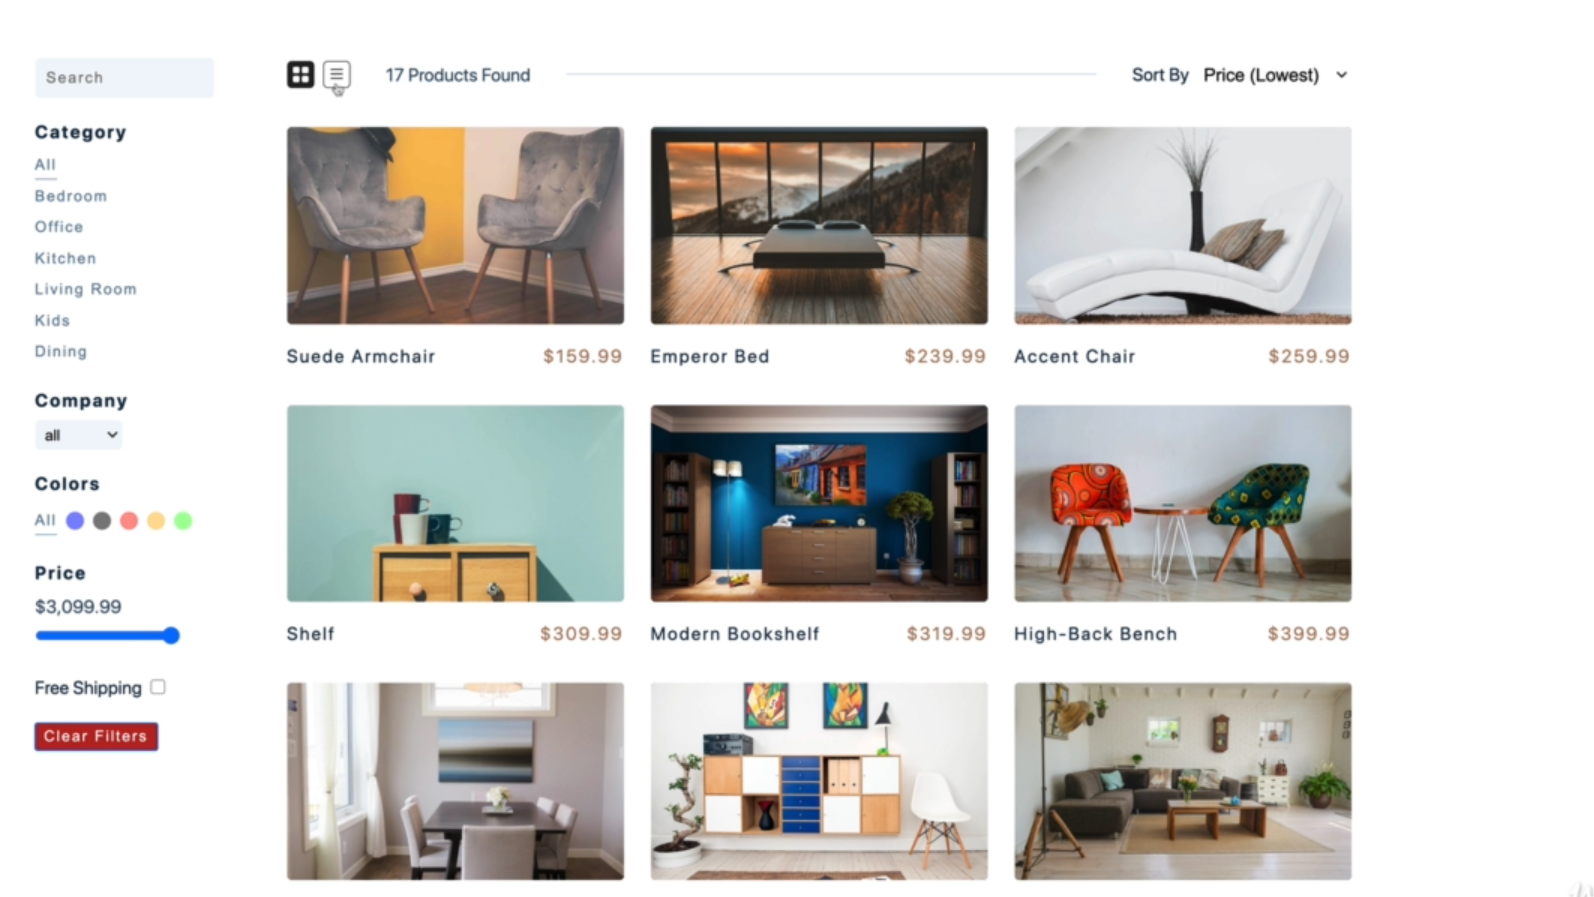 Search
17 Products Found
Sort By Price (Lowest)
Category
All
Bedroom
Office
Kitchen
Living Room
Kids
Dining
Company
all
Colors
All
Price
$3,099.99
Free Shipping
Clear Filters
Suede Armchair $159.99
Emperor Bed $239.99
Accent Chair $259.99
Shelf $309.99
Modern Bookshelf $319.99
High-Back Bench $399.99